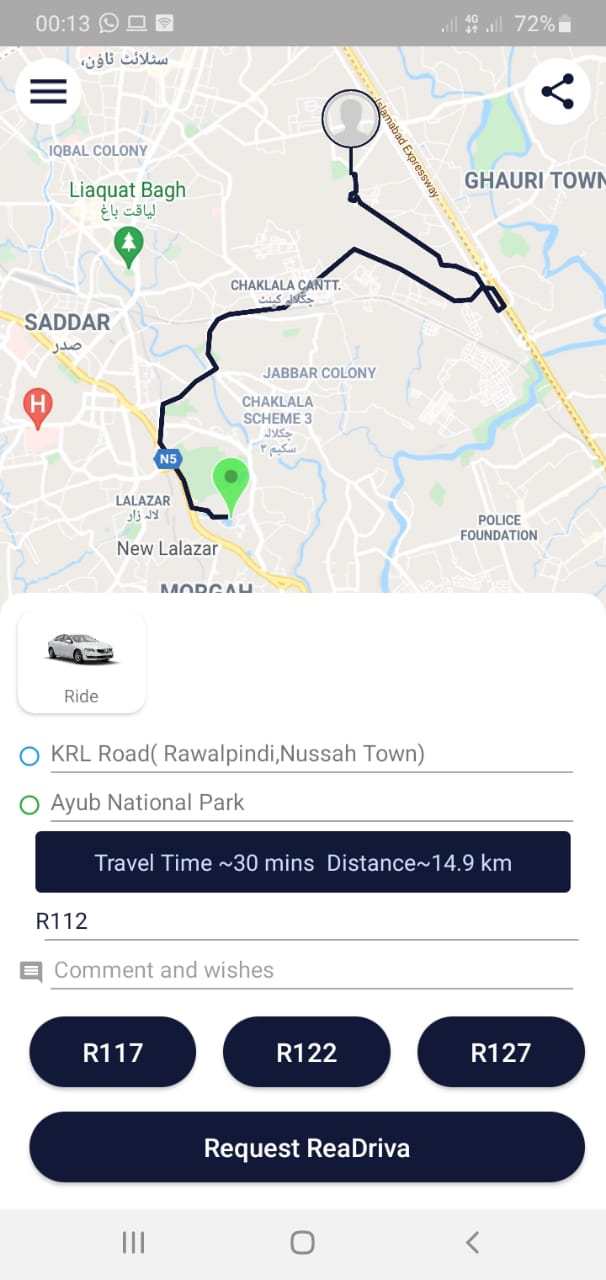 00:13
4G
72%
سٹلائٹ ٹاؤن،
Islamabad Expressway
IQBAL COLONY
GHAURI TOWN
Liaquat Bagh
لیاقت باغ
CHAKLALA CANTT.
چکلالہ کینٹ
SADDAR
صدر
JABBAR COLONY
CHAKLALA
SCHEME 3
چکلالہ
سکیم ۳
H
N5
LALAZAR
لالہ زار
New Lalazar
POLICE
FOUNDATION
MORGAH
Ride
KRL Road( Rawalpindi,Nussah Town)
Ayub National Park
Travel Time ~30 mins Distance~14.9 km
R112
Comment and wishes
R117 R122 R127
Request ReaDriva